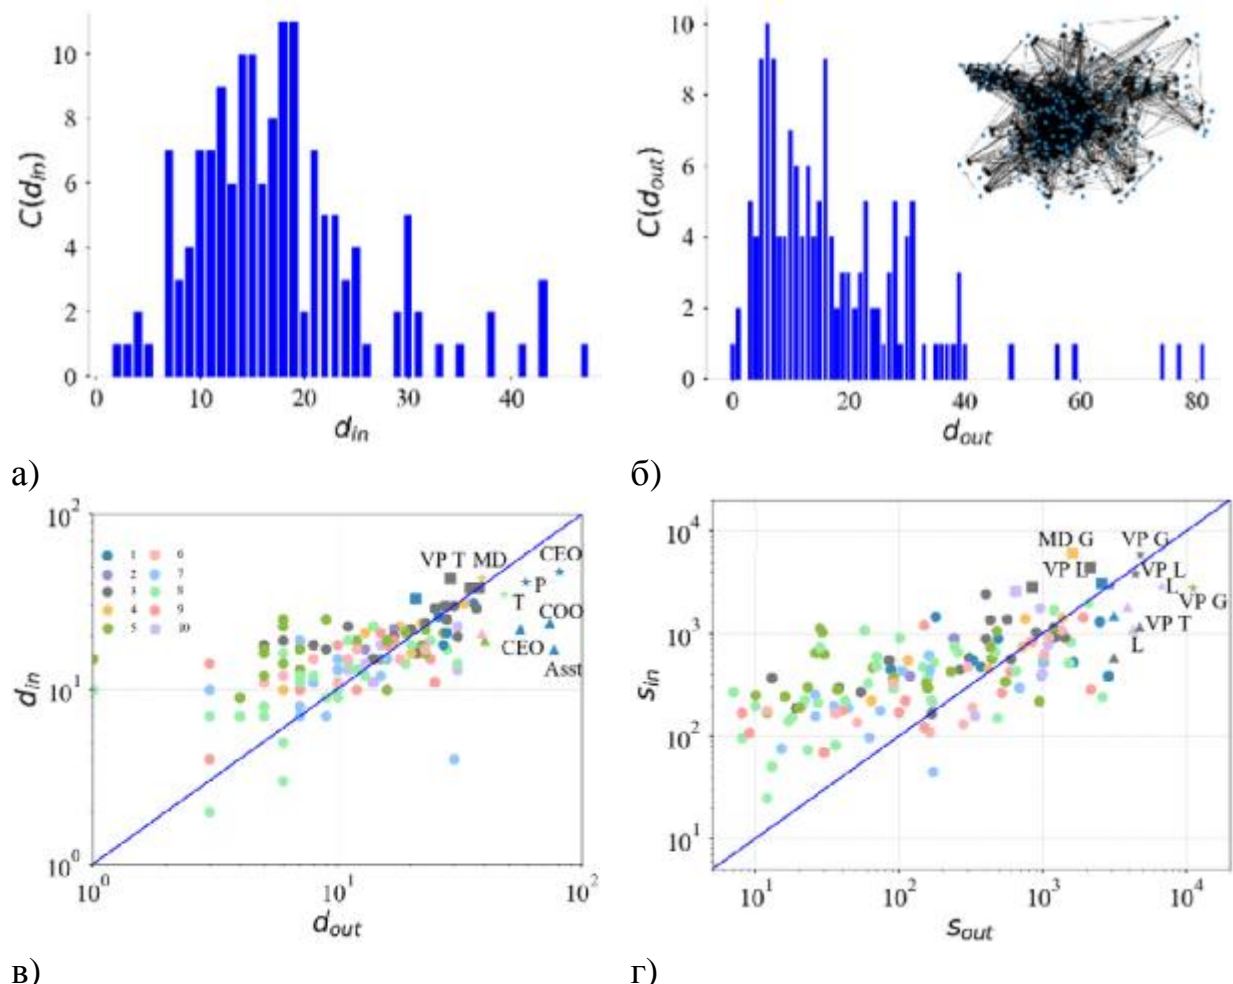 10
8
6
4
2
0
C(d_in)
0 10 20 30 40
d_in
10
8
6
4
2
0
C(d_out)
0 20 40 60 80
d_out
а)
б)
10^2
10^1
10^0
d_in
1 6
2 7
3 8
4 9
5 10
VP T MD CEO
P
T
COO
CEO
Asst
10^0 10^1 10^2
d_out
10^4
10^3
10^2
10^1
s_in
MD G VP G
VP L VP L
L
VP G
VP T
L
10^1 10^2 10^3 10^4
s_out
в)
г)